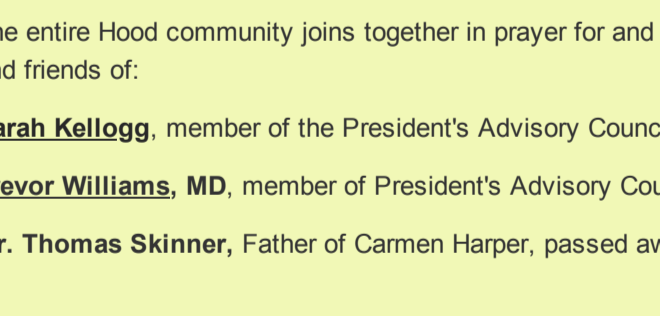 he entire Hood community joins together in prayer for and
nd friends of:
arah Kellogg, member of the President's Advisory Counc
revor Williams, MD, member of President's Advisory Cou
r. Thomas Skinner, Father of Carmen Harper, passed aw